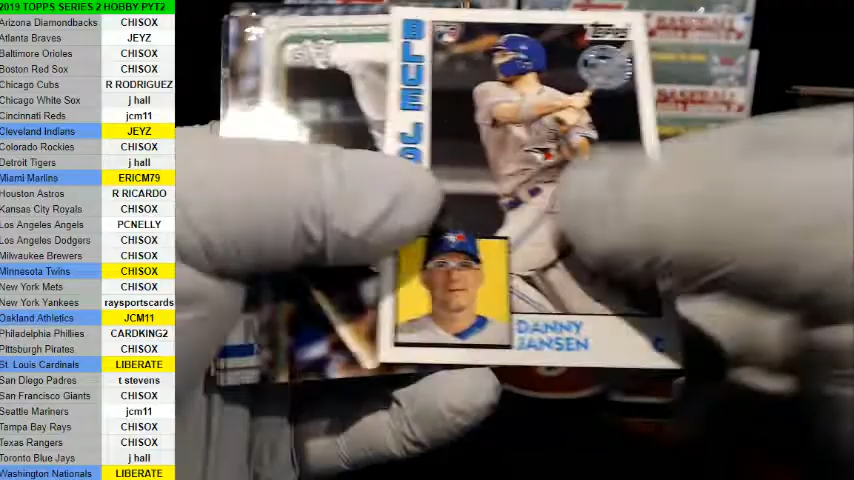 2019 TOPPS SERIES 2 HOBBY PYT2
Arizona Diamondbacks CHISOX
Atlanta Braves JEYZ
Baltimore Orioles CHISOX
Boston Red Sox CHISOX
Chicago Cubs R RODRIGUEZ
Chicago White Sox j hall
Cincinnati Reds jcm11
Cleveland Indians JEYZ
Colorado Rockies CHISOX
Detroit Tigers j hall
Miami Marlins ERICM79
Houston Astros R RICARDO
Kansas City Royals CHISOX
Los Angeles Angels PCNELLY
Los Angeles Dodgers CHISOX
Milwaukee Brewers CHISOX
Minnesota Twins CHISOX
New York Mets CHISOX
New York Yankees raysportscards
Oakland Athletics JCM11
Philadelphia Phillies CARDKING2
Pittsburgh Pirates CHISOX
St. Louis Cardinals LIBERATE
San Diego Padres t stevens
San Francisco Giants CHISOX
Seattle Mariners jcm11
Tampa Bay Rays CHISOX
Texas Rangers CHISOX
Toronto Blue Jays j hall
Washington Nationals LIBERATE
Topps
BLUE JA
DANNY
JANSEN
C
BASEBALL
BASEBALL